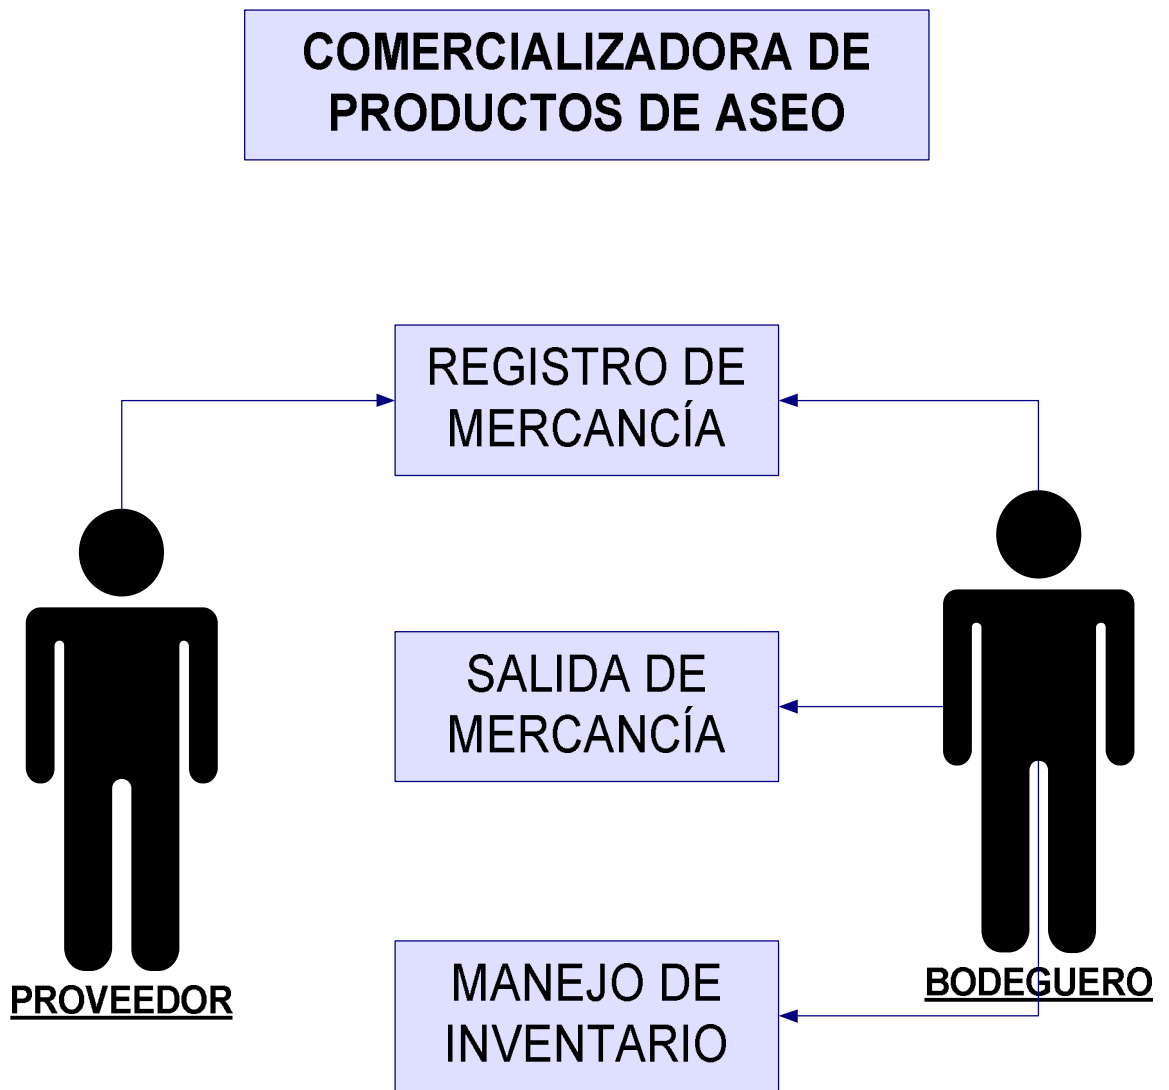 COMERCIALIZADORA DE
PRODUCTOS DE ASEO
REGISTRO DE
MERCANCÍA
SALIDA DE
MERCANCÍA
MANEJO DE
INVENTARIO
PROVEEDOR
BODEGUERO